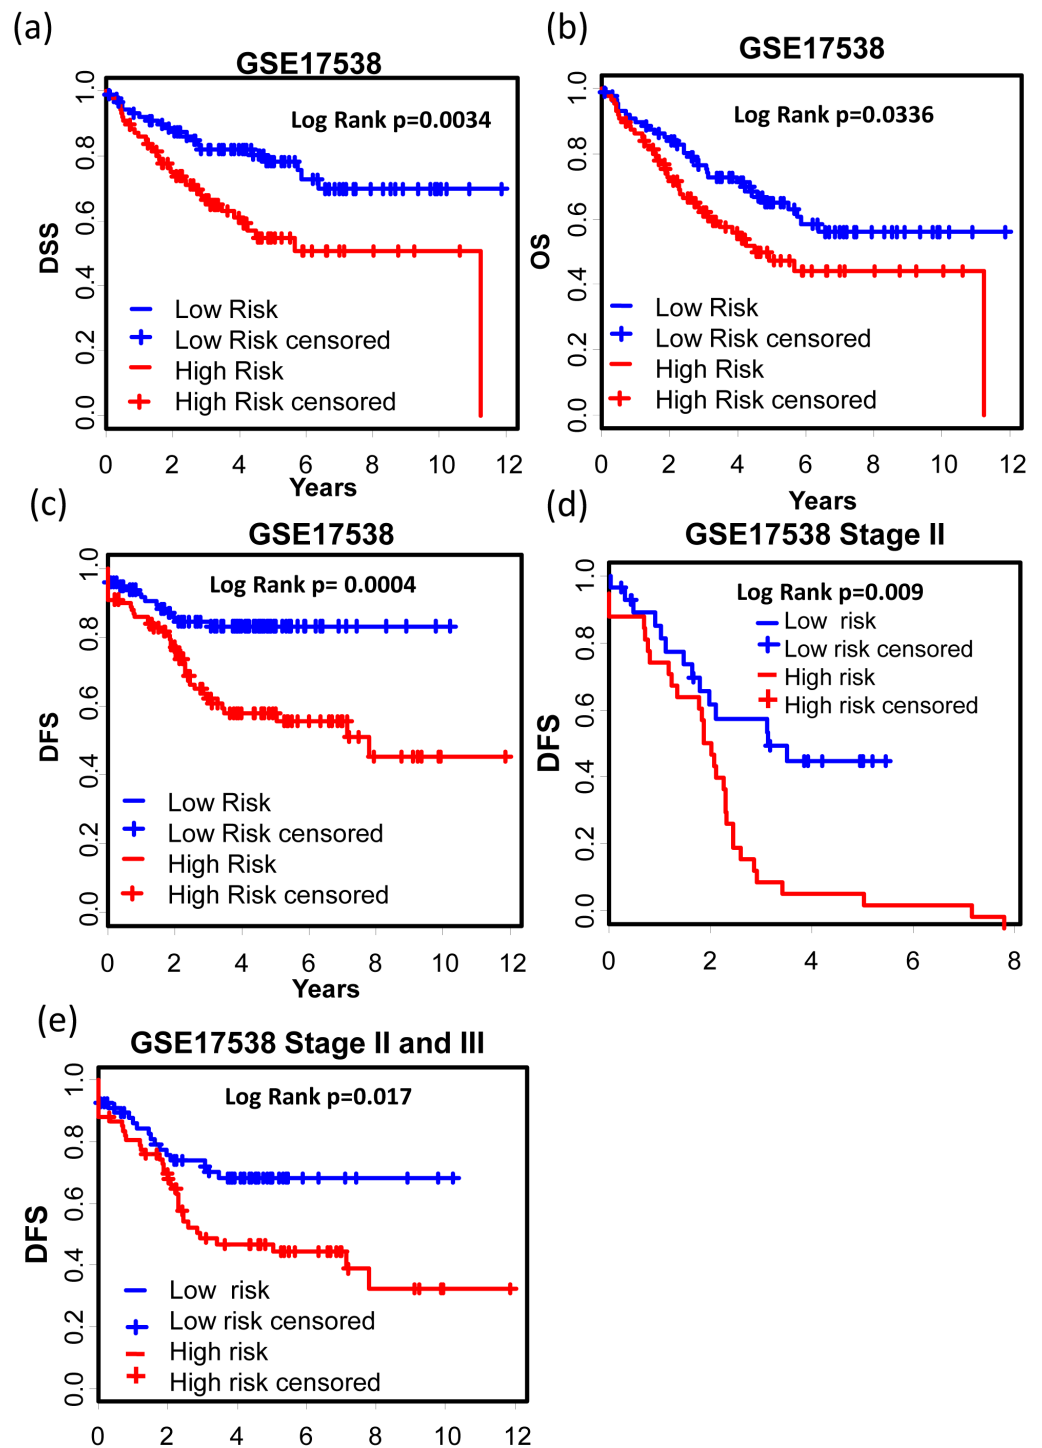 (a)
GSE17538
Log Rank p=0.0034
DSS
0.0 0.2 0.4 0.6 0.8 1.0
Low Risk
Low Risk censored
High Risk
High Risk censored
0 2 4 6 8 10 12
Years
(b)
GSE17538
Log Rank p=0.0336
OS
0.0 0.2 0.4 0.6 0.8 1.0
Low Risk
Low Risk censored
High Risk
High Risk censored
0 2 4 6 8 10 12
Years
(c)
GSE17538
Log Rank p= 0.0004
DFS
0.0 0.2 0.4 0.6 0.8 1.0
Low Risk
Low Risk censored
High Risk
High Risk censored
0 2 4 6 8 10 12
Years
(d)
GSE17538 Stage II
Log Rank p=0.009
Low risk
Low risk censored
High risk
High risk censored
DFS
0.0 0.2 0.4 0.6 0.8 1.0
0 2 4 6 8
(e)
GSE17538 Stage II and III
Log Rank p=0.017
DFS
0.0 0.2 0.4 0.6 0.8 1.0
Low risk
Low risk censored
High risk
High risk censored
0 2 4 6 8 10 12